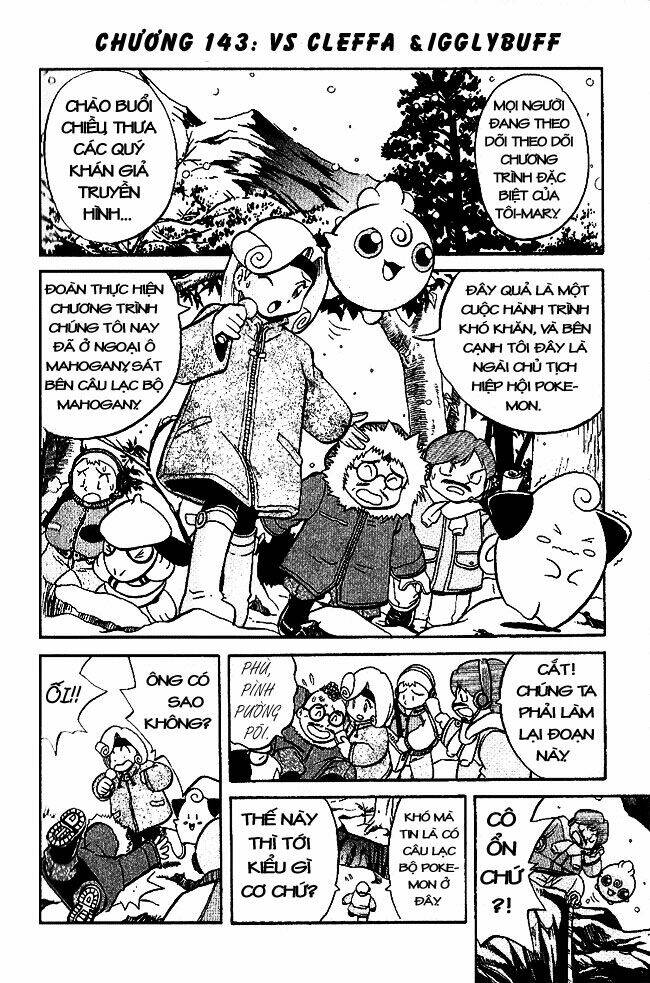 CHƯƠNG 143: VS CLEFFA & IGGLYBUFF
CHÀO BUỔI
CHIỀU, THƯA
CÁC QUÝ
KHÁN GIẢ
TRUYỀN
HÌNH...
MỌI NGƯỜI
ĐANG THEO
DÕI THEO DÕI
CHƯƠNG
TRÌNH ĐẶC
BIỆT CỦA
TÔI-MARY.
ĐOÀN THỰC HIỆN
CHƯƠNG TRÌNH
CHÚNG TÔI NAY
ĐÃ Ở NGOẠI Ô
MAHOGANY, SÁT
BÊN CÂU LẠC BỘ
MAHOGANY.
ĐÂY QUẢ LÀ MỘT
CUỘC HÀNH TRÌNH
KHÓ KHĂN, VÀ BÊN
CẠNH TÔI ĐÂY LÀ
NGÀI CHỦ TỊCH
HIỆP HỘI POKE-
MON.
ỐI!!
ÔNG CÓ
SAO
KHÔNG?
PHÙ,
PÍNH
PƯỜNG
PÔI.
CẮT!
CHÚNG TA
PHẢI LÀM
LẠI ĐOẠN
NÀY.
THẾ NÀY
THÌ TỚI
KIỂU GÌ
CƠ CHỨ?
KHÓ MÀ
TIN LÀ CÓ
CÂU LẠC
BỘ POKE-
MON Ở
ĐÂY.
CÔ
ỔN
CHỨ
?!